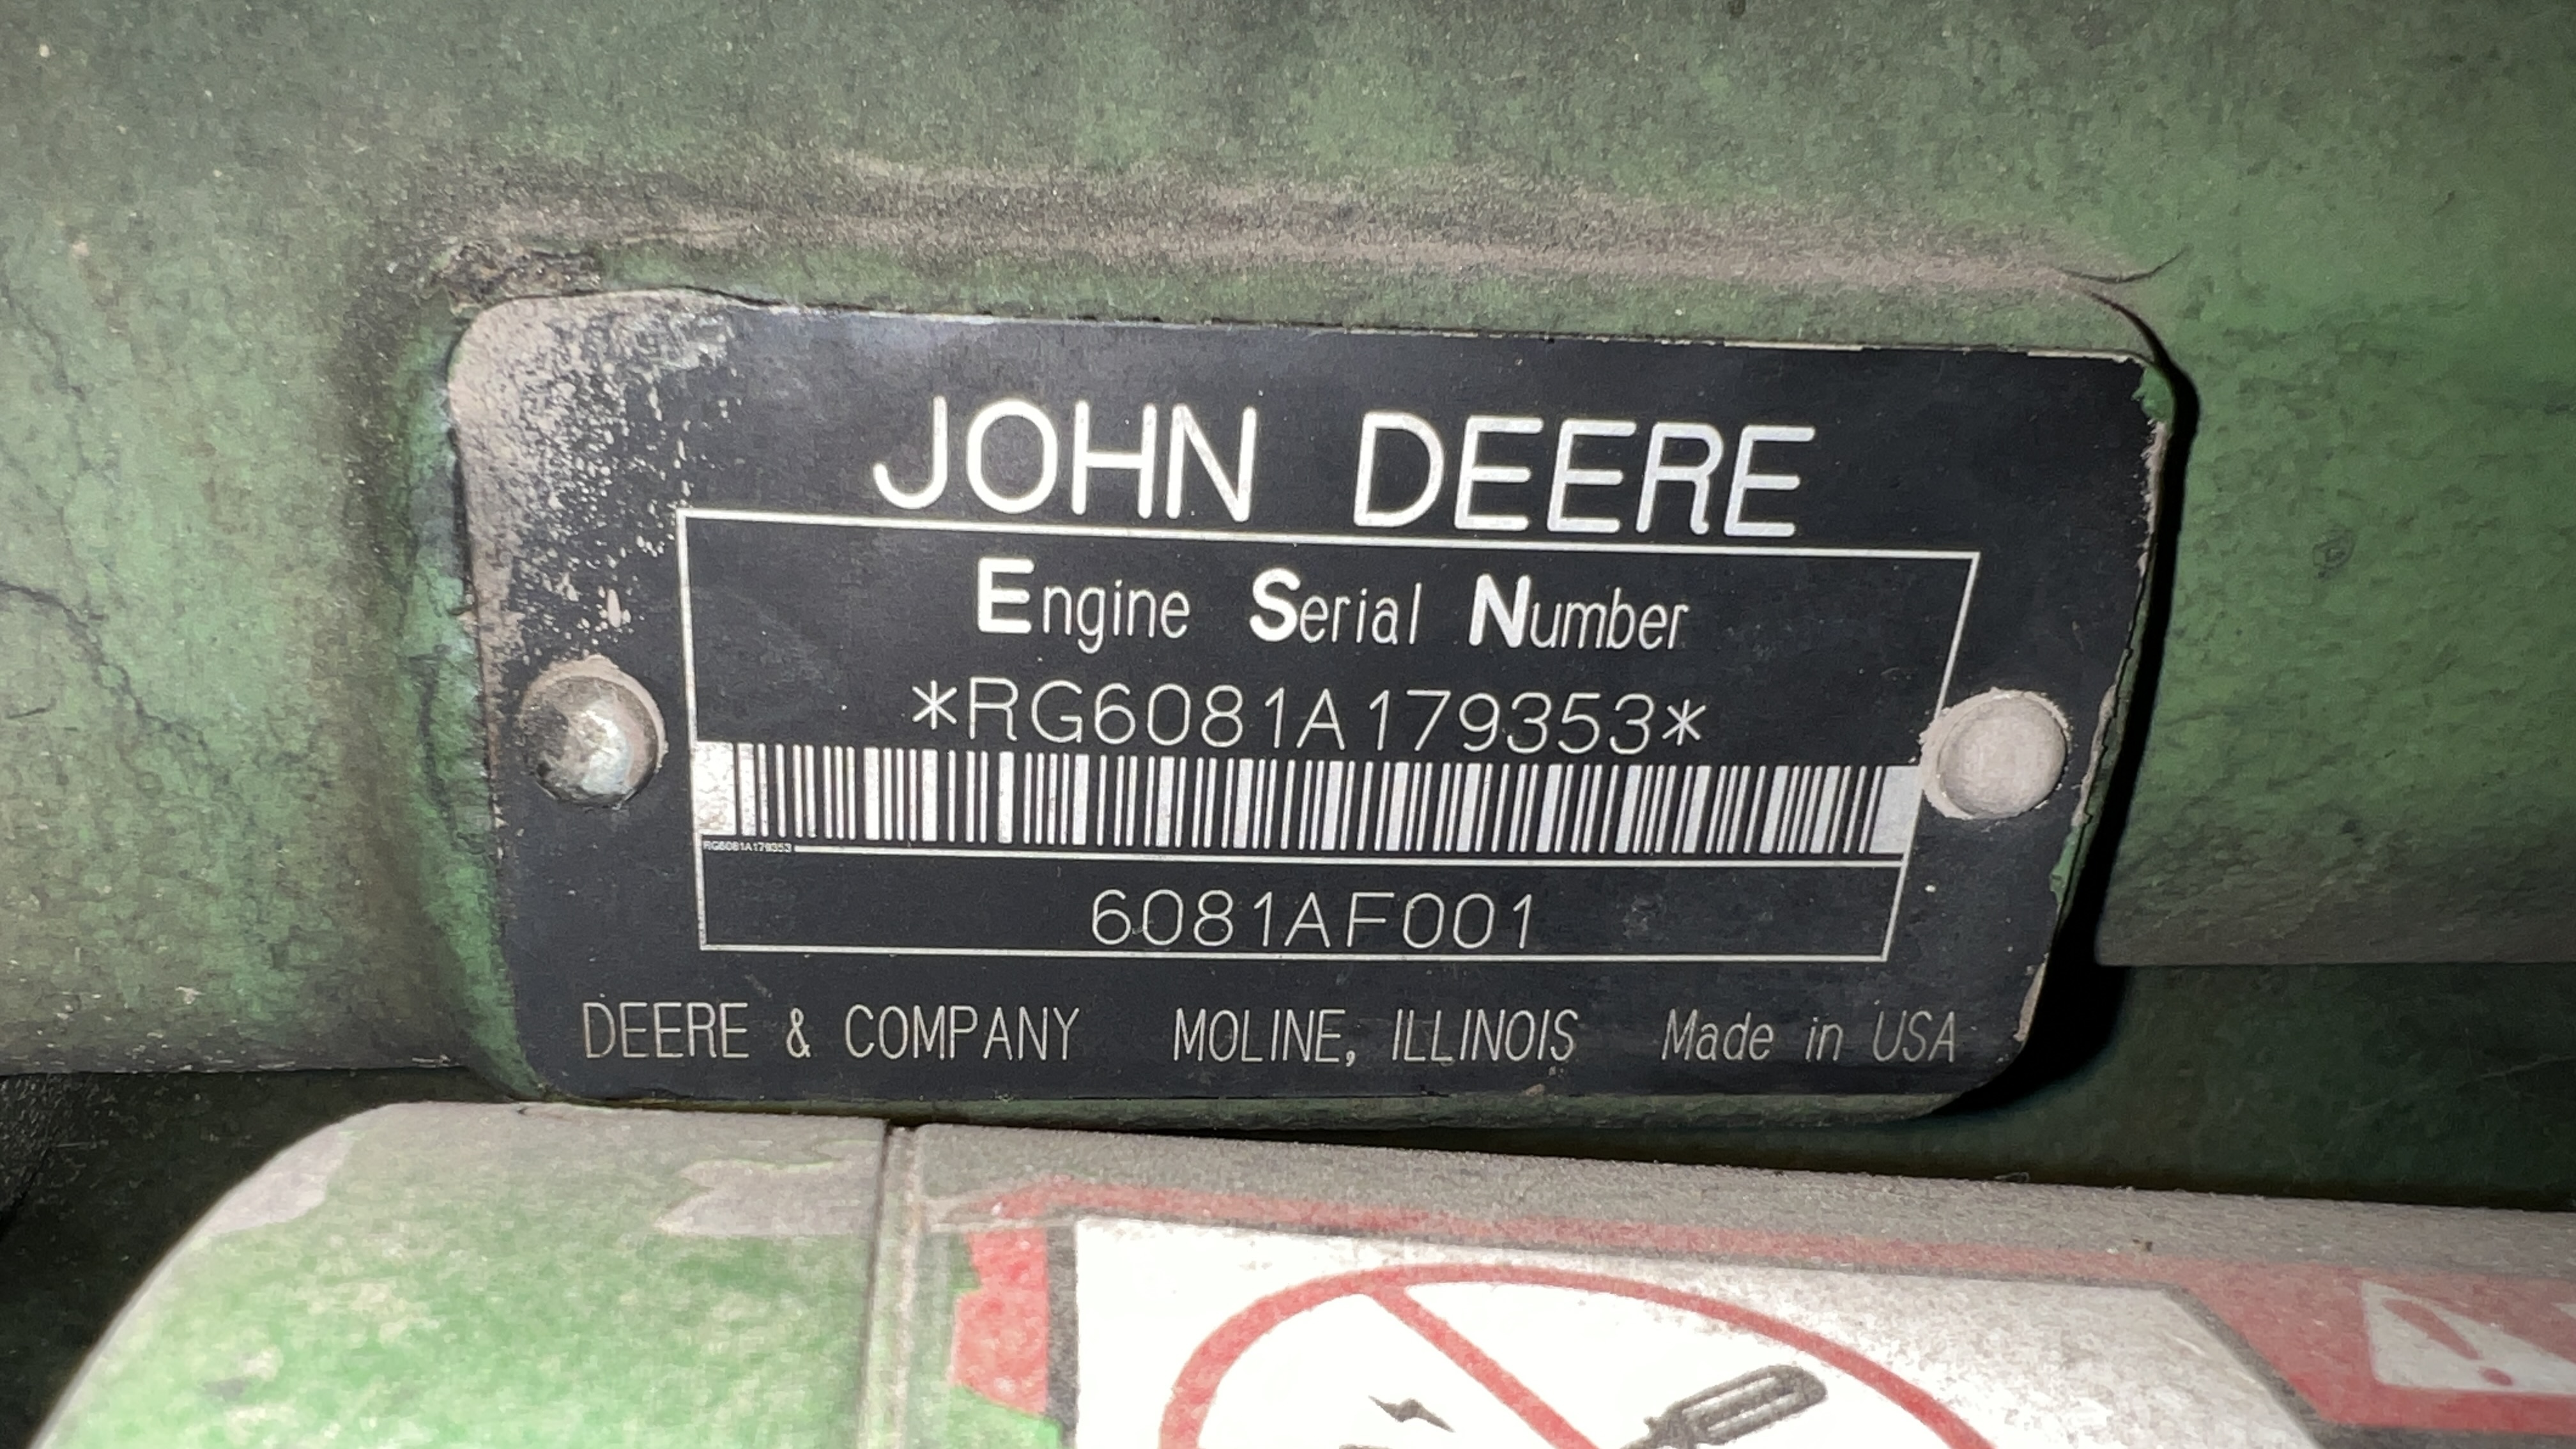 JOHN DEERE
Engine Serial Number
*RG6081A179353*
RG6081A179353
6081AF001
DEERE & COMPANY MOLINE, ILLINOIS Made in USA